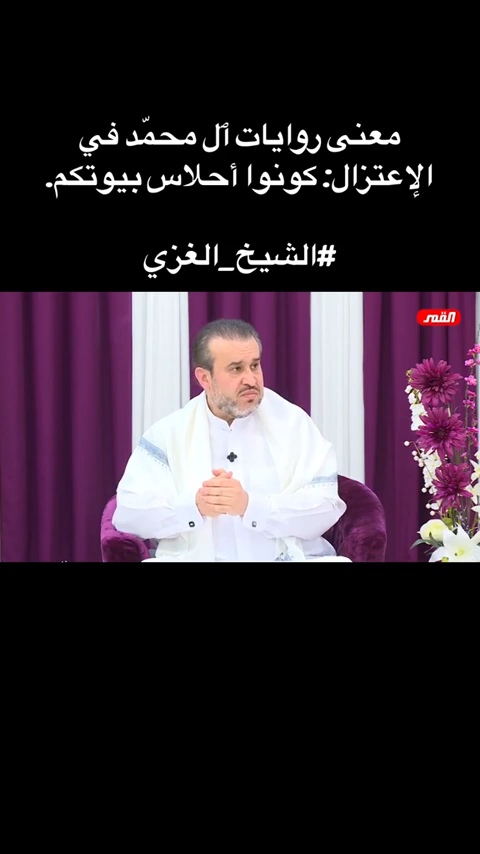 معنى روايات آل محمّد في
الإعتزال: كونوا أحلاس بيوتكم.
#الشيخ_الغزي
القمر